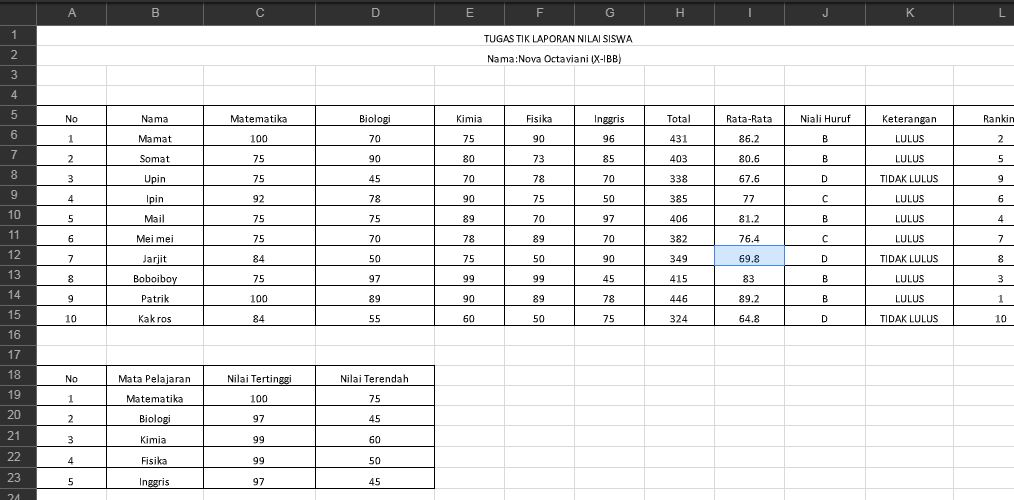 A B C D E F G H I J K L
1 TUGAS TIK LAPORAN NILAI SISWA
2 Nama:Nova Octaviani (X-IBB)
3
4
5 No Nama Matematika Biologi Kimia Fisika Inggris Total Rata-Rata Niali Huruf Keterangan Rankin
6 1 Mamat 100 70 75 90 96 431 86.2 B LULUS 2
7 2 Somat 75 90 80 73 85 403 80.6 B LULUS 5
8 3 Upin 75 45 70 78 70 338 67.6 D TIDAK LULUS 9
9 4 Ipin 92 78 90 75 50 385 77 C LULUS 6
10 5 Mail 75 75 89 70 97 406 81.2 B LULUS 4
11 6 Mei mei 75 70 78 89 70 382 76.4 C LULUS 7
12 7 Jarjit 84 50 75 50 90 349 69.8 D TIDAK LULUS 8
13 8 Boboiboy 75 97 99 99 45 415 83 B LULUS 3
14 9 Patrik 100 89 90 89 78 446 89.2 B LULUS 1
15 10 Kak ros 84 55 60 50 75 324 64.8 D TIDAK LULUS 10
16
17
18 No Mata Pelajaran Nilai Tertinggi Nilai Terendah
19 1 Matematika 100 75
20 2 Biologi 97 45
21 3 Kimia 99 60
22 4 Fisika 99 50
23 5 Inggris 97 45
24